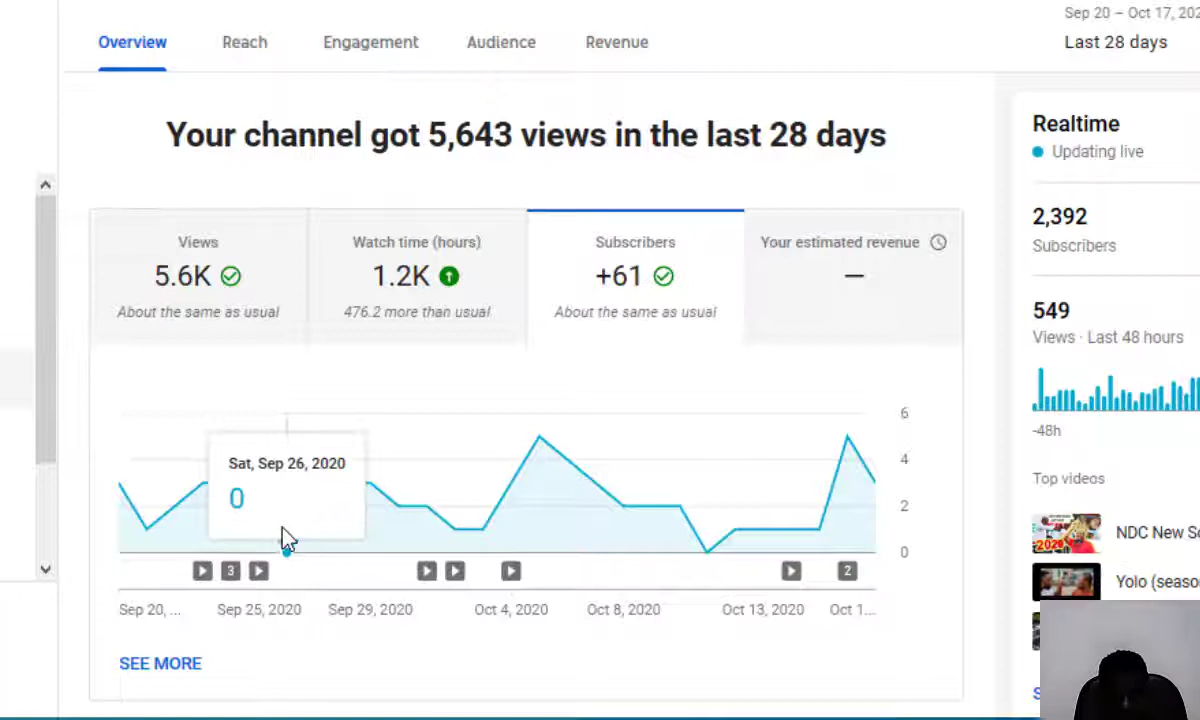 Overview Reach Engagement Audience Revenue
Sep 20 – Oct 17, 202
Last 28 days
Your channel got 5,643 views in the last 28 days
Views
5.6K
About the same as usual
Watch time (hours)
1.2K
476.2 more than usual
Subscribers
+61
About the same as usual
Your estimated revenue
—
6
4
2
0
Sat, Sep 26, 2020
0
3
2
Sep 20, ... Sep 25, 2020 Sep 29, 2020 Oct 4, 2020 Oct 8, 2020 Oct 13, 2020 Oct 1...
SEE MORE
Realtime
Updating live
2,392
Subscribers
549
Views · Last 48 hours
-48h
Top videos
2020
NDC New So
Yolo (seaso